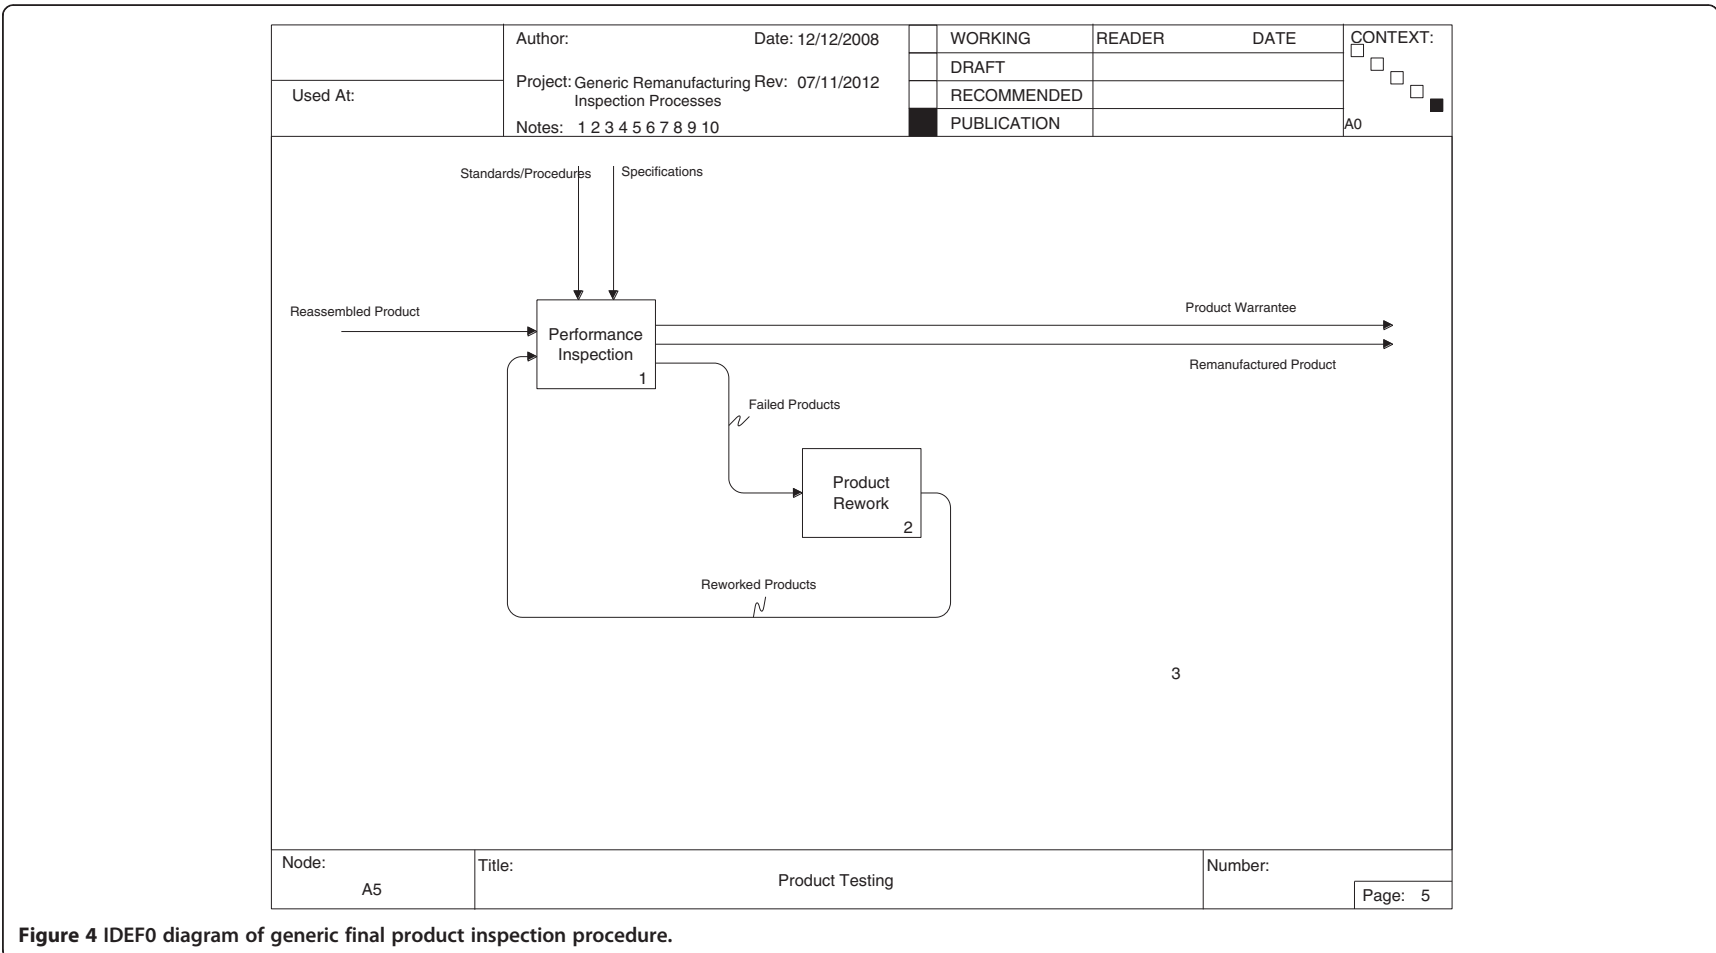 Author:
Date: 12/12/2008
WORKING
READER
DATE
CONTEXT:
DRAFT
Project: Generic Remanufacturing
Inspection Processes
Rev: 07/11/2012
Used At:
RECOMMENDED
Notes: 1 2 3 4 5 6 7 8 9 10
PUBLICATION
A0
Standards/Procedures
Specifications
Reassembled Product
Performance
Inspection
1
Product Warrantee
Remanufactured Product
Failed Products
Product
Rework
2
Reworked Products
3
Node:
A5
Title:
Product Testing
Number:
Page: 5
Figure 4 IDEF0 diagram of generic final product inspection procedure.